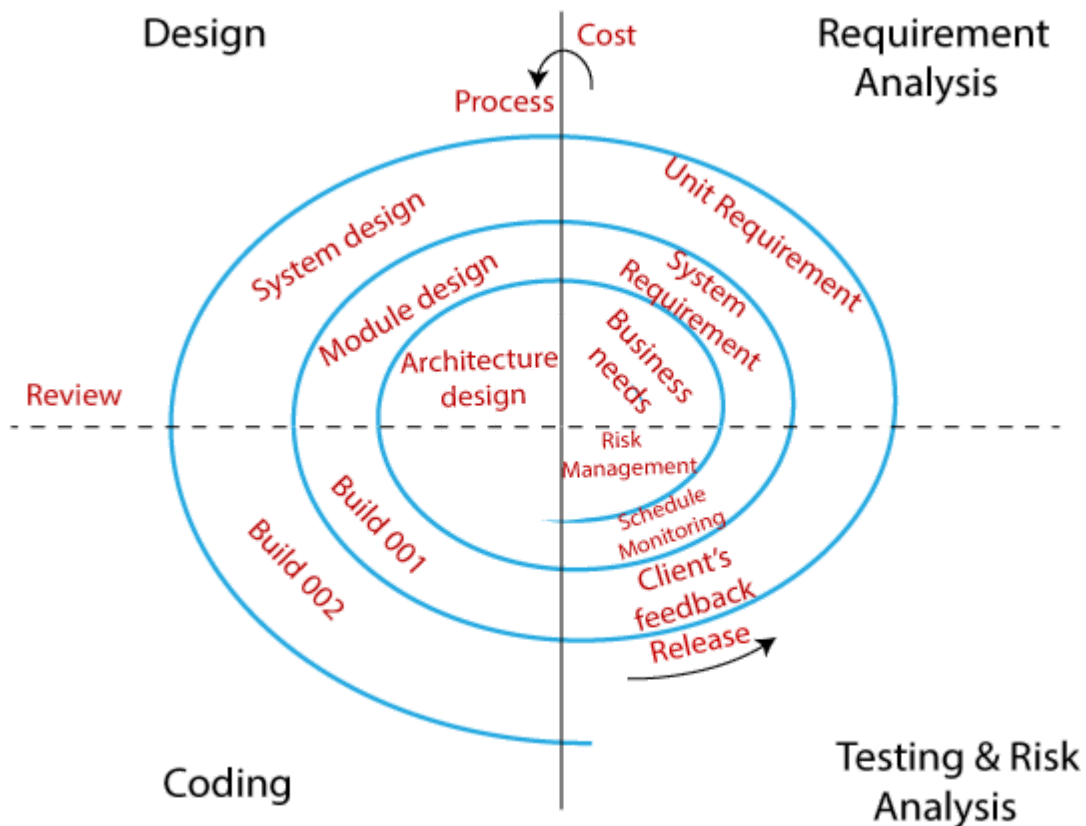 Design
Cost
Requirement
Analysis
Process
Unit Requirement
System design
System
Requirement
Module design
Business
needs
Architecture
design
Review
Risk
Management
Schedule
Monitoring
Build 001
Build 002
Client's
feedback
Release
Coding
Testing & Risk
Analysis